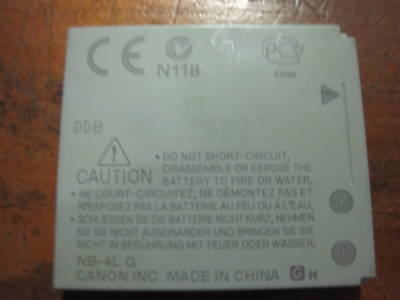 CE N118 PC
AR46
DDB
CAUTION
• DO NOT SHORT-CIRCUIT,
DISASSEMBLE OR EXPOSE THE
BATTERY TO FIRE OR WATER.
• NE COURT-CIRCUITEZ, NE DÉMONTEZ PAS ET
N'EXPOSEZ PAS LA BATTERIE AU FEU OU À L'EAU.
• SCHLIESSEN SIE DIE BATTERIE NICHT KURZ, NEHMEN
SIE SIE NICHT AUSEINANDER UND BRINGEN SIE SIE
NICHT IN BERÜHRUNG MIT FEUER ODER WASSER.
NB-4L G
CANON INC. MADE IN CHINA G H